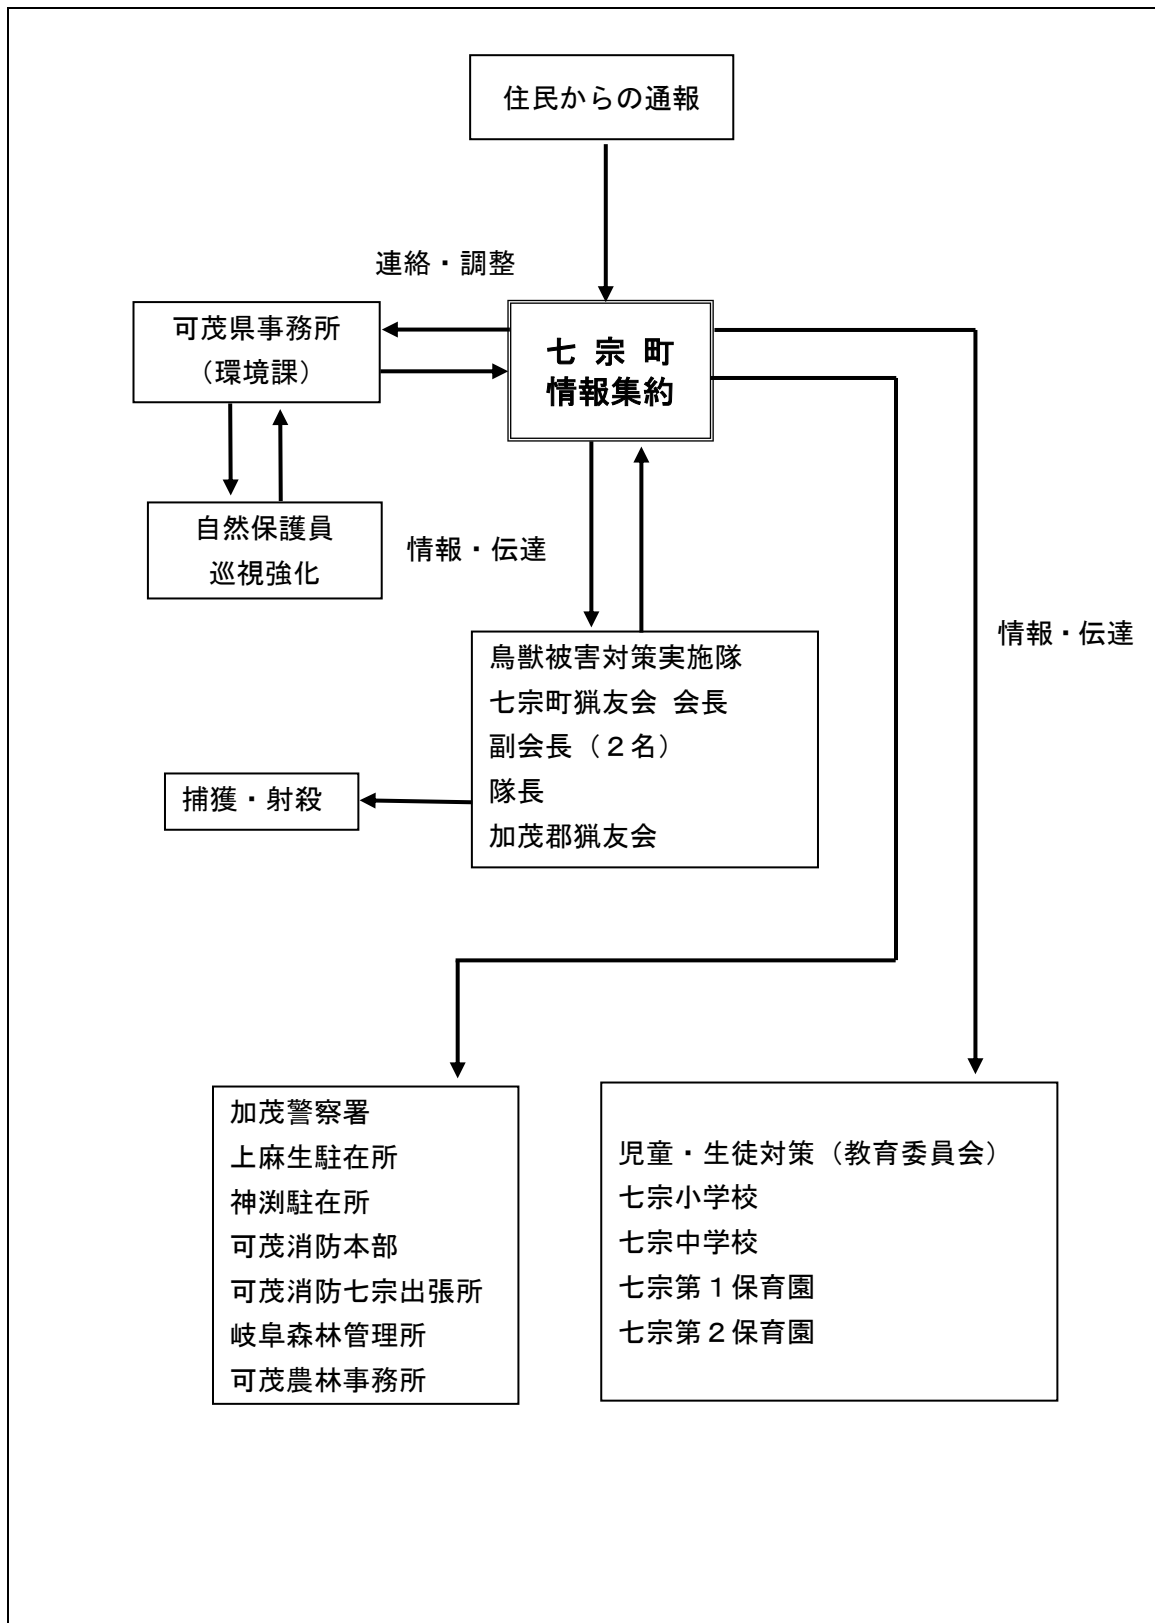 住民からの通報
連絡・調整
可茂県事務所
（環境課）
七 宗 町
情報集約
自然保護員
巡視強化
情報・伝達
鳥獣被害対策実施隊
七宗町猟友会 会長
副会長（２名）
隊長
加茂郡猟友会
情報・伝達
捕獲・射殺
加茂警察署
上麻生駐在所
神渕駐在所
可茂消防本部
可茂消防七宗出張所
岐阜森林管理所
可茂農林事務所
児童・生徒対策（教育委員会）
七宗小学校
七宗中学校
七宗第１保育園
七宗第２保育園